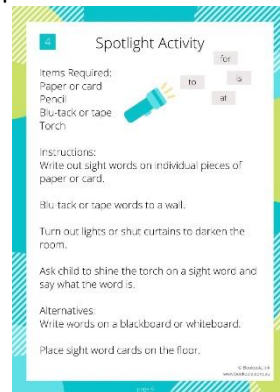 4
Spotlight Activity
for
to
is
at
Items Required:
Paper or card
Pencil
Blu-tack or tape
Torch
Instructions:
Write out sight words on individual pieces of
paper or card.
Blu tack or tape words to a wall.
Turn out lights or shut curtains to darken the
room.
Ask child to shine the torch on a sight word and
say what the word is.
Alternatives:
Write words on a blackboard or whiteboard.
Place sight word cards on the floor.